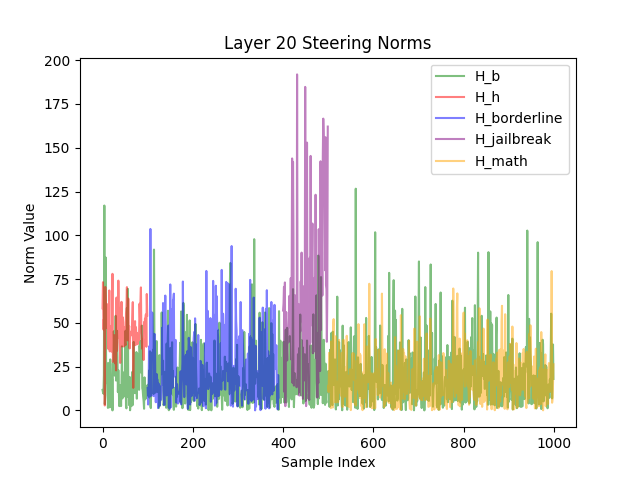 Layer 20 Steering Norms
200
175
150
125
100
75
50
25
0
Norm Value
H_b
H_h
H_borderline
H_jailbreak
H_math
0 200 400 600 800 1000
Sample Index